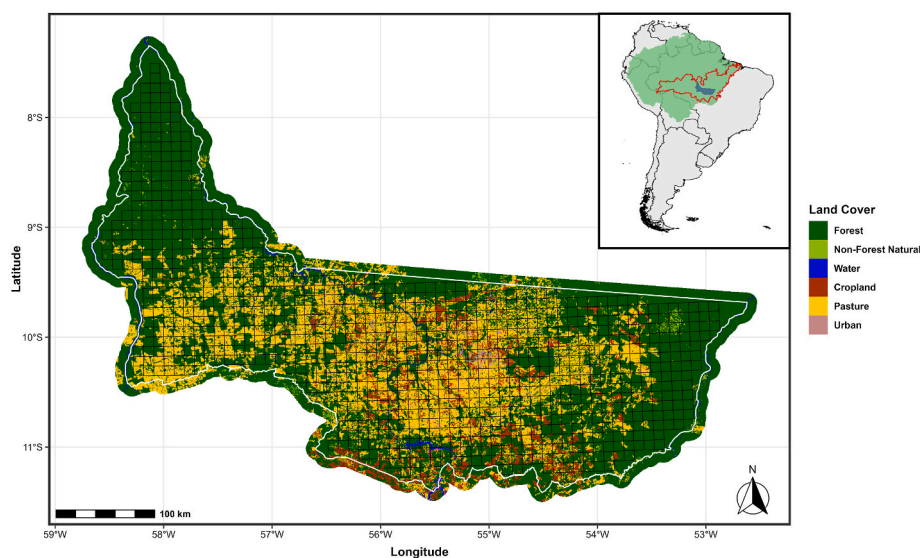 8°S
9°S
10°S
11°S
Latitude
59°W
58°W
57°W
56°W
55°W
54°W
53°W
Longitude
100 km
N
Land Cover
Forest
Non-Forest Natural
Water
Cropland
Pasture
Urban